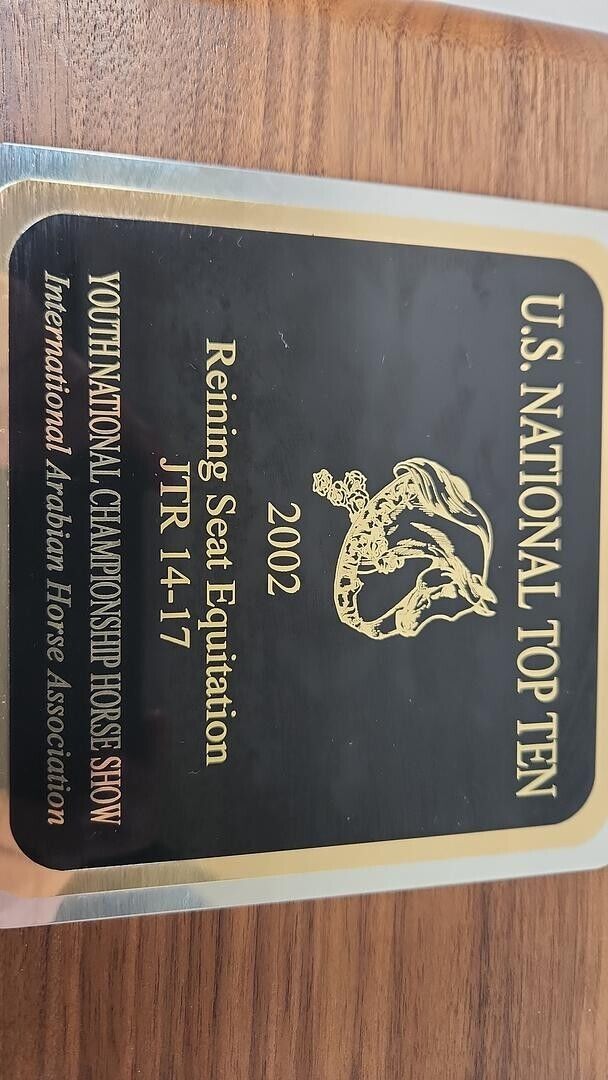 U.S. NATIONAL TOP TEN
2002
Reining Seat Equitation
JTR 14-17
YOUTH NATIONAL CHAMPIONSHIP HORSE SHOW
International Arabian Horse Association